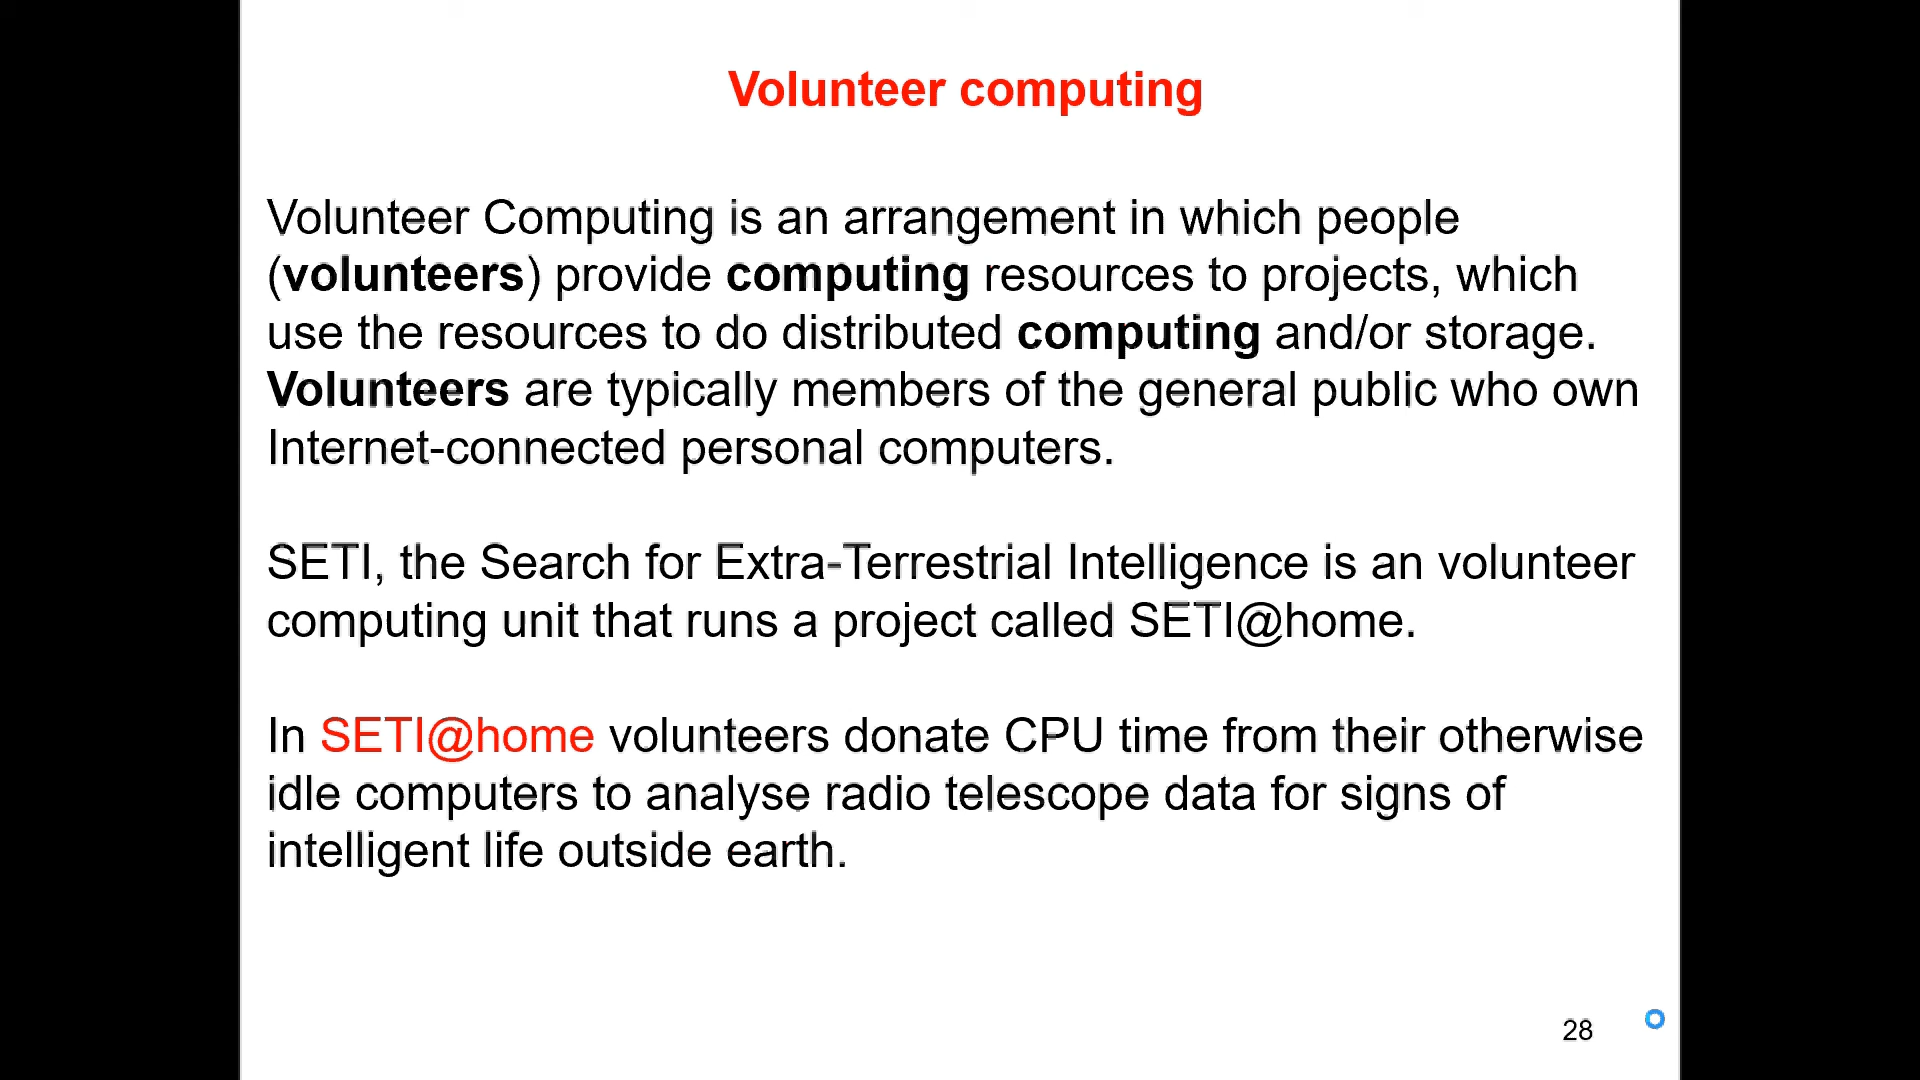 Volunteer computing
Volunteer Computing is an arrangement in which people
(volunteers) provide computing resources to projects, which
use the resources to do distributed computing and/or storage.
Volunteers are typically members of the general public who own
Internet-connected personal computers.
SETI, the Search for Extra-Terrestrial Intelligence is an volunteer
computing unit that runs a project called SETI@home.
In SETI@home volunteers donate CPU time from their otherwise
idle computers to analyse radio telescope data for signs of
intelligent life outside earth.
28